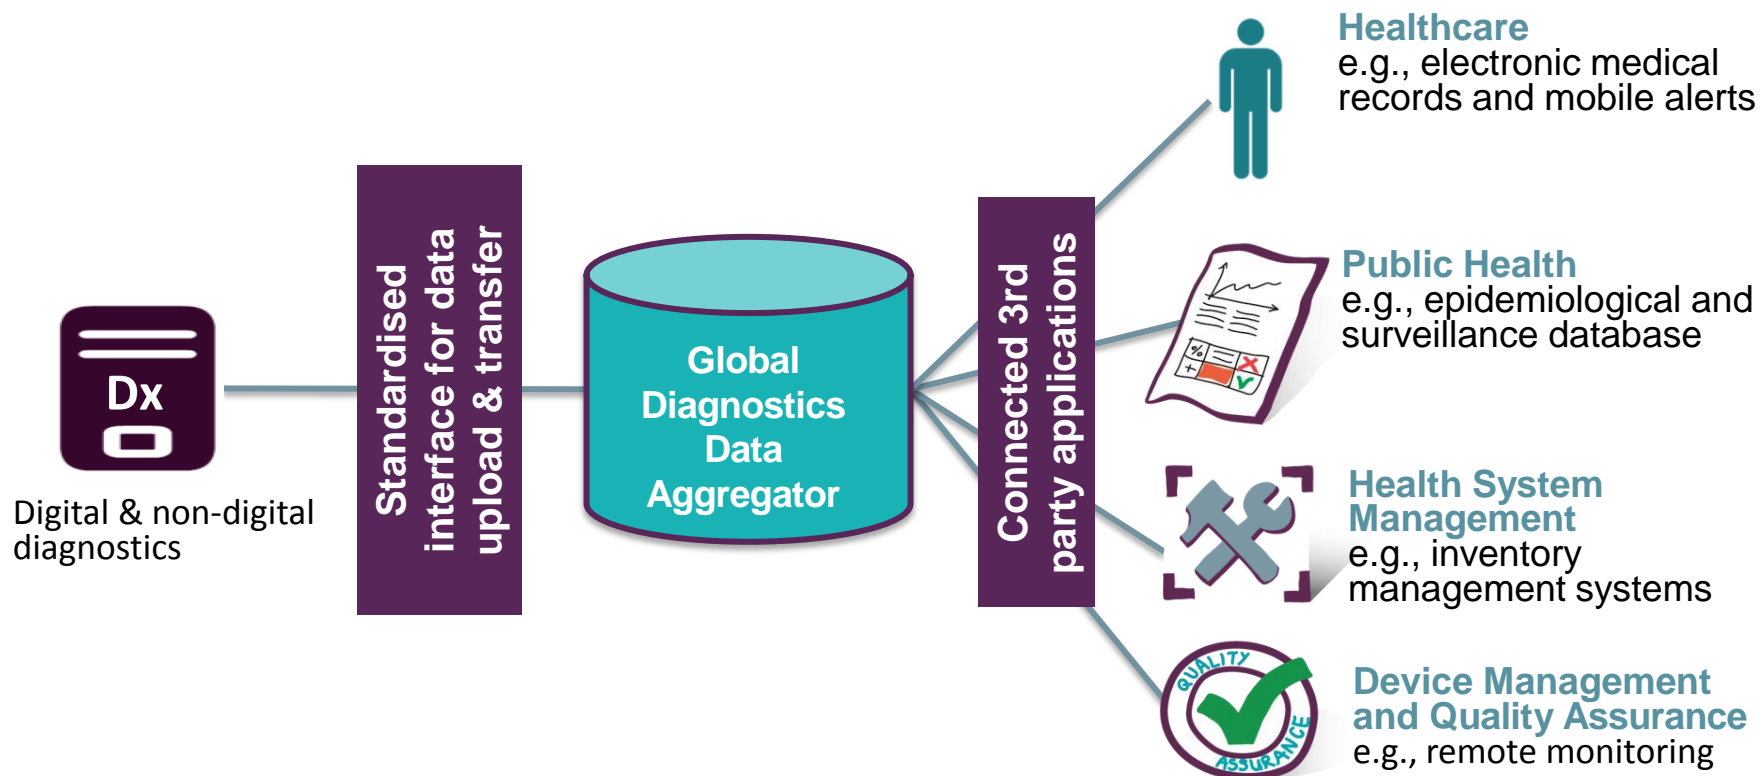 Dx
Digital & non-digital
diagnostics
Standardised
interface for data
upload & transfer
Global
Diagnostics
Data
Aggregator
Connected 3rd
party applications
Healthcare
e.g., electronic medical
records and mobile alerts
Public Health
e.g., epidemiological and
surveillance database
%
+
Health System
Management
e.g., inventory
management systems
QUALITY
ASSURANCE
Device Management
and Quality Assurance
e.g., remote monitoring